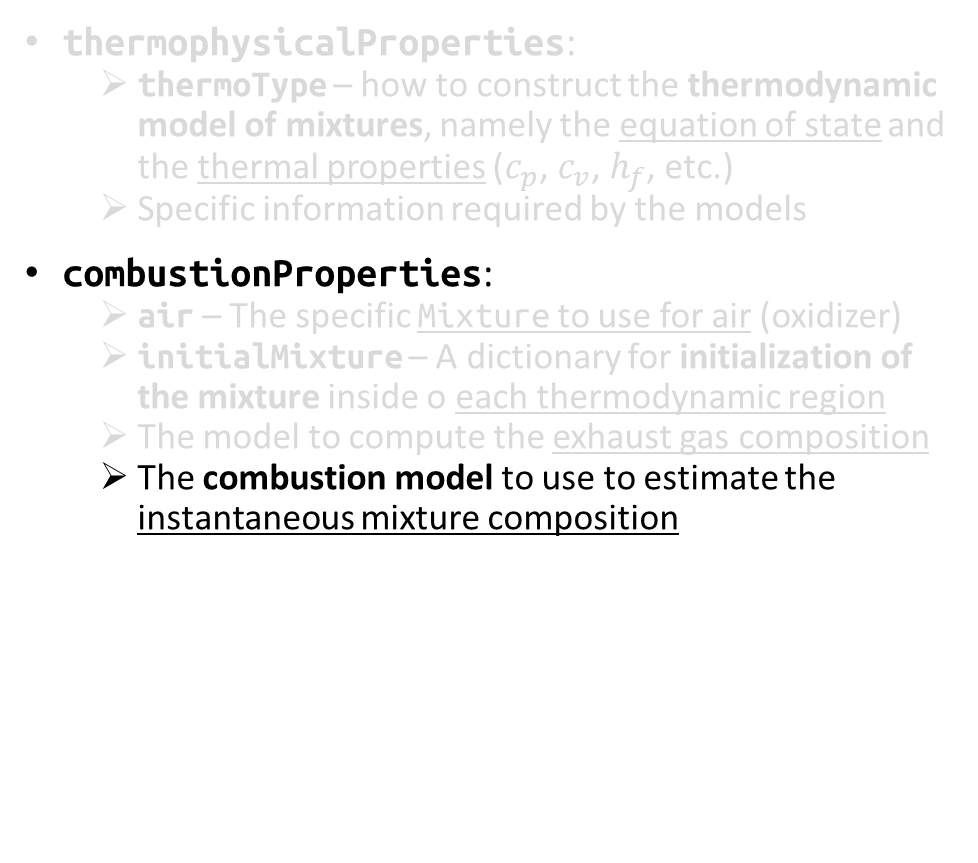 • thermophysicalProperties:
➢ thermoType – how to construct the thermodynamic
model of mixtures, namely the equation of state and
the thermal properties (c_p, c_v, h_f, etc.)
➢ Specific information required by the models
• combustionProperties:
➢ air – The specific Mixture to use for air (oxidizer)
➢ initialMixture – A dictionary for initialization of
the mixture inside o each thermodynamic region
➢ The model to compute the exhaust gas composition
➢ The combustion model to use to estimate the
instantaneous mixture composition